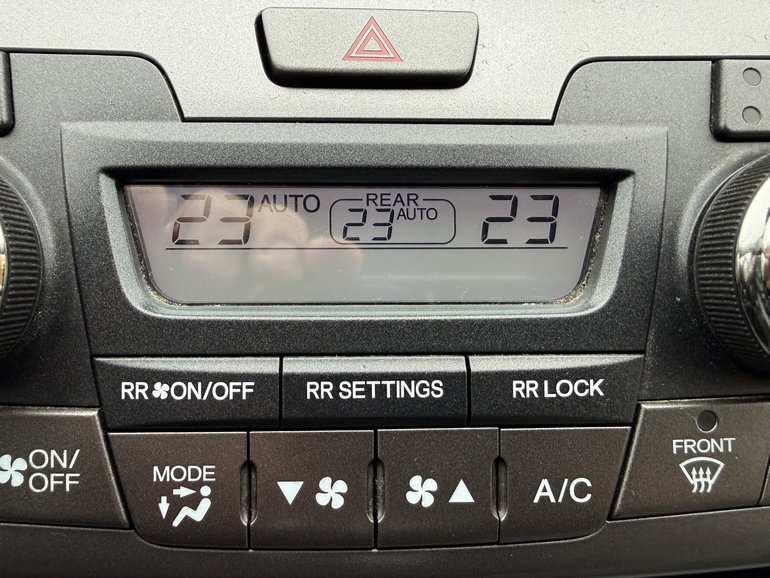 23 AUTO REAR 23 AUTO 23
RR ON/OFF RR SETTINGS RR LOCK
ON/
OFF
MODE
A/C
FRONT